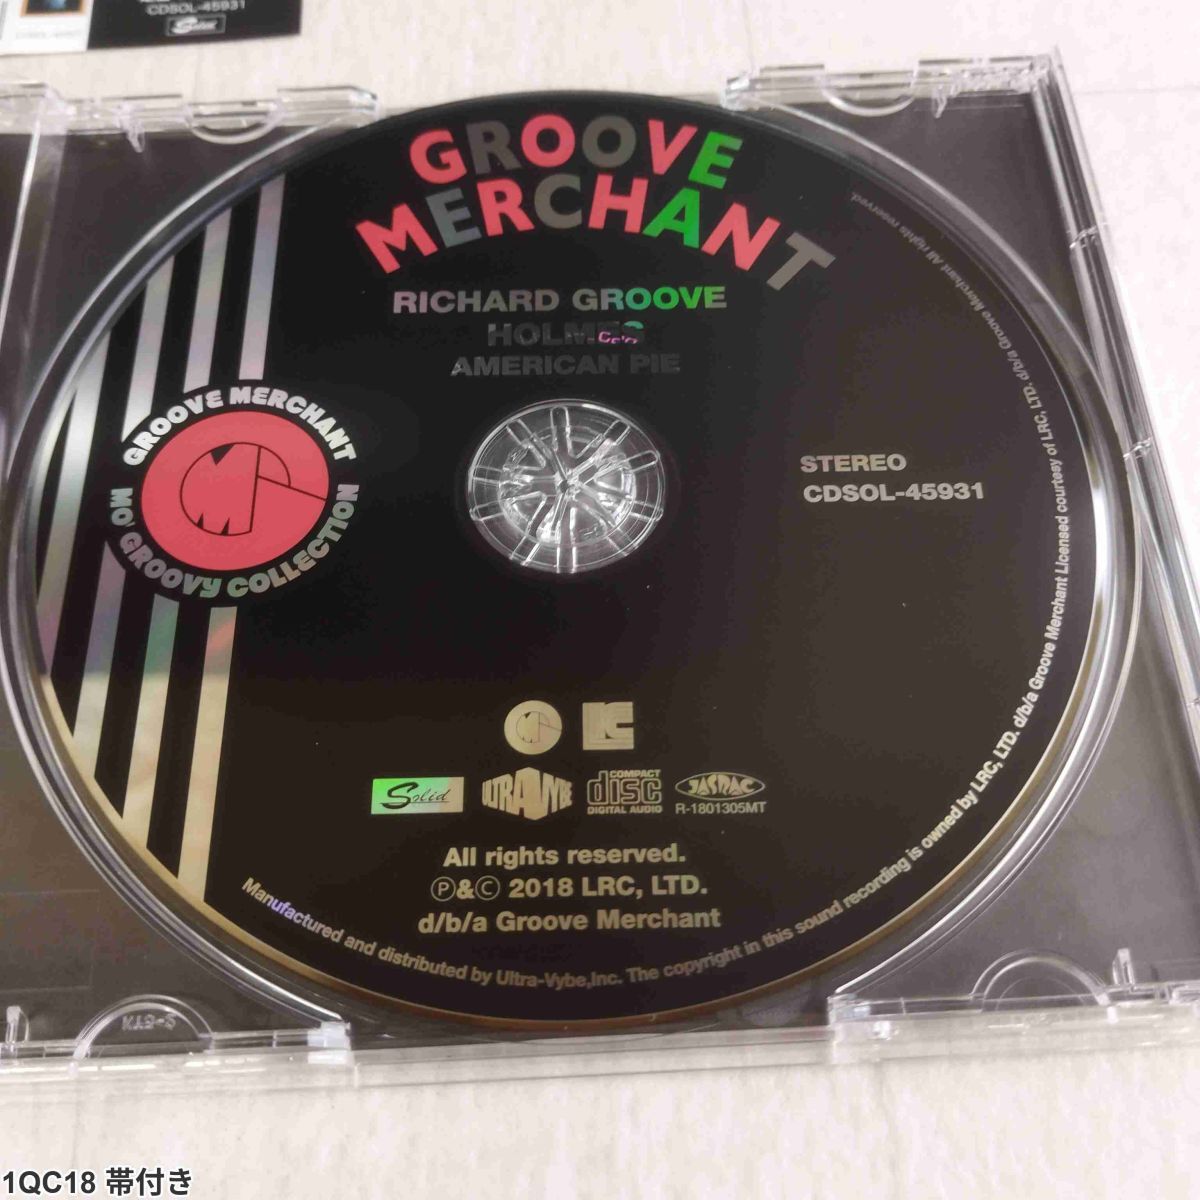 CDSOL-45931
Solid
GROOVE
MERCHANT
RICHARD GROOVE
HOLMES
AMERICAN PIE
GROOVE MERCHANT
MO' GROOVY COLLECTION
STEREO
CDSOL-45931
Solid
ULTRA-VYBE
COMPACT
disc
DIGITAL AUDIO
JASRAC
R-1801305MT
All rights reserved.
Ⓟ&Ⓒ 2018 LRC, LTD.
d/b/a Groove Merchant
Manufactured and distributed by Ultra-Vybe,Inc. The copyright in this sound recording is owned by LRC, LTD. d/b/a Groove Merchant Licensed courtesy of LRC, LTD. d/b/a Groove Merchant All rights reserved.
1QC18 帯付き